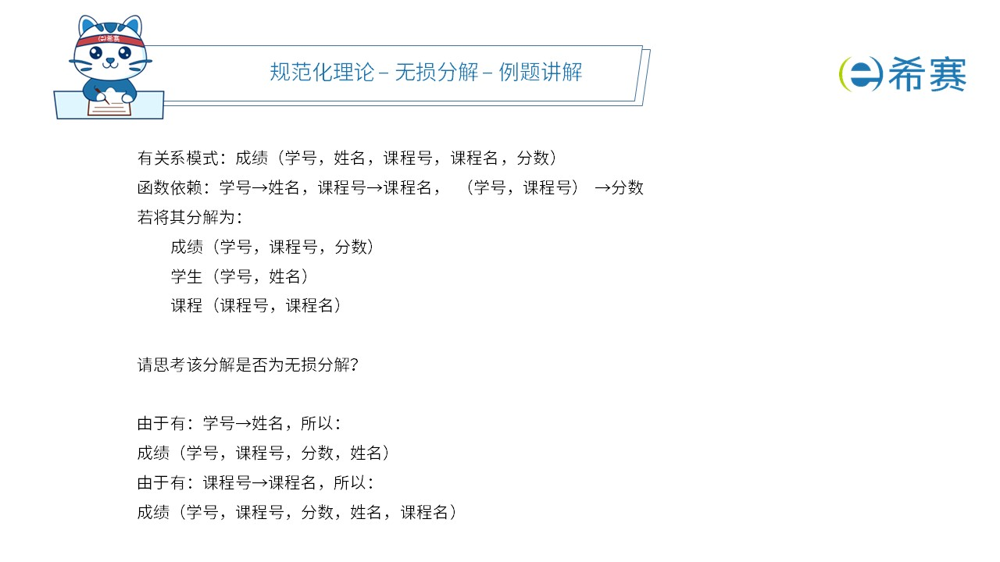 希赛
规范化理论 – 无损分解 – 例题讲解
希赛
有关系模式：成绩（学号，姓名，课程号，课程名，分数）
函数依赖：学号→姓名，课程号→课程名， （学号，课程号） →分数
若将其分解为：
成绩（学号，课程号，分数）
学生（学号，姓名）
课程（课程号，课程名）
请思考该分解是否为无损分解？
由于有：学号→姓名，所以：
成绩（学号，课程号，分数，姓名）
由于有：课程号→课程名，所以：
成绩（学号，课程号，分数，姓名，课程名）